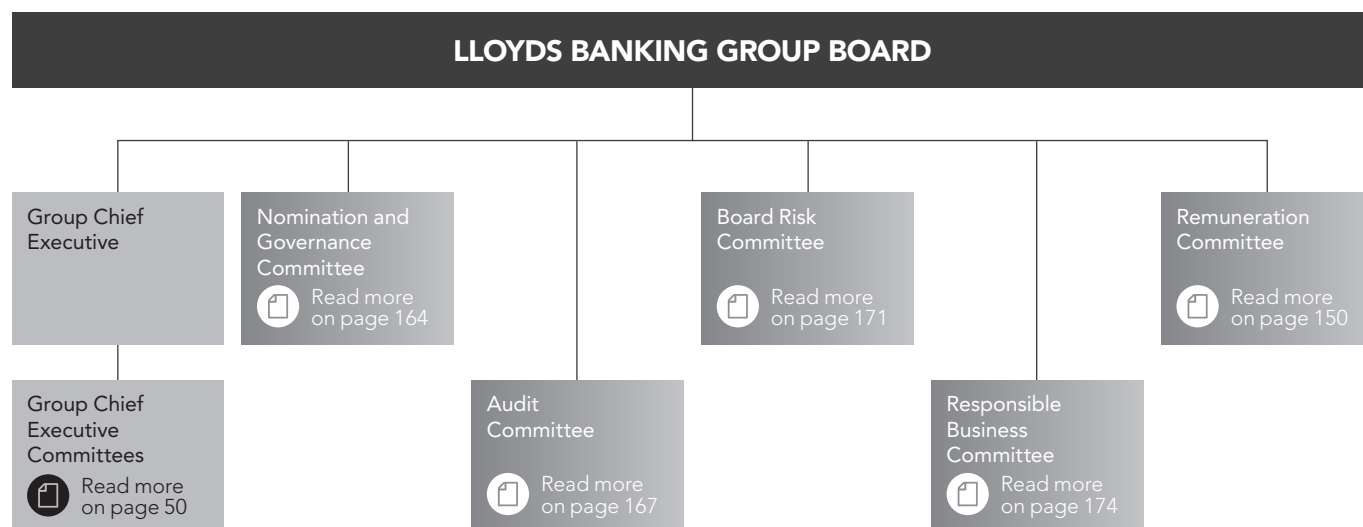 LLOYDS BANKING GROUP BOARD
Group Chief
Executive
Nomination and
Governance
Committee
Read more
on page 164
Board Risk
Committee
Read more
on page 171
Remuneration
Committee
Read more
on page 150
Group Chief
Executive
Committees
Read more
on page 50
Audit
Committee
Read more
on page 167
Responsible
Business
Committee
Read more
on page 174